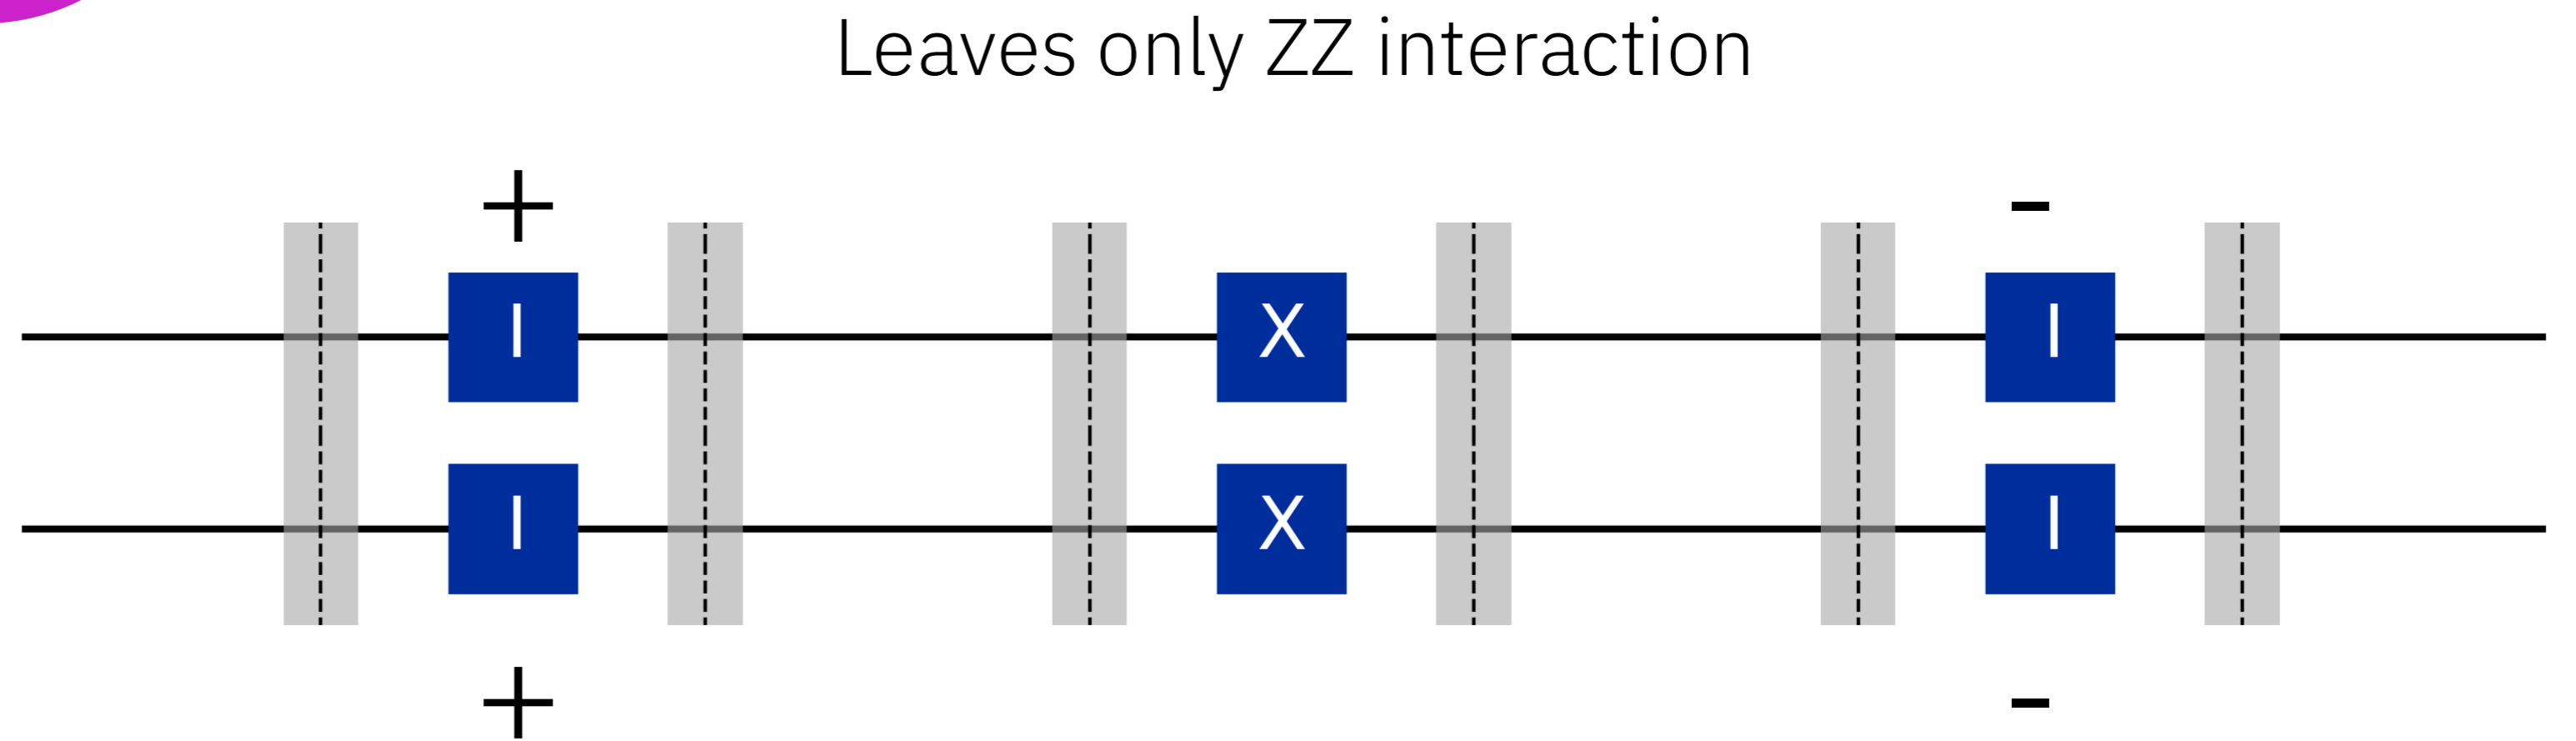 Leaves only ZZ interaction
+ -
I X I
I X I
+ -